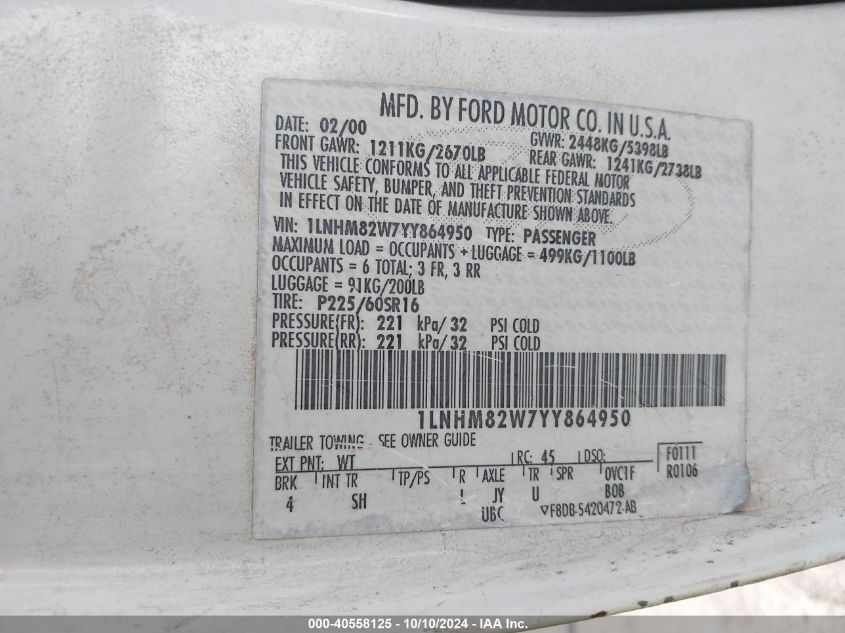 MFD. BY FORD MOTOR CO. IN U.S.A.
DATE: 02/00 GVWR: 2448KG/5398LB
FRONT GAWR: 1211KG/2670LB REAR GAWR: 1241KG/2738LB
THIS VEHICLE CONFORMS TO ALL APPLICABLE FEDERAL MOTOR
VEHICLE SAFETY, BUMPER, AND THEFT PREVENTION STANDARDS
IN EFFECT ON THE DATE OF MANUFACTURE SHOWN ABOVE.
VIN: 1LNHM82W7YY864950 TYPE: PASSENGER
MAXIMUM LOAD = OCCUPANTS + LUGGAGE = 499KG/1100LB
OCCUPANTS = 6 TOTAL; 3 FR, 3 RR
LUGGAGE = 91KG/200LB
TIRE: P225/60SR16
PRESSURE(FR): 221 kPa/ 32 PSI COLD
PRESSURE(RR): 221 kPa/ 32 PSI COLD
1LNHM82W7YY864950
TRAILER TOWING - SEE OWNER GUIDE
EXT PNT: WT RC: 45 DSO: F0111
BRK INT TR TP/PS R AXLE TR SPR OVC1F R0106
4 SH JY U BOB
UBC ▽F8DB-5420472-AB
000-40558125 - 10/10/2024 - IAA Inc.